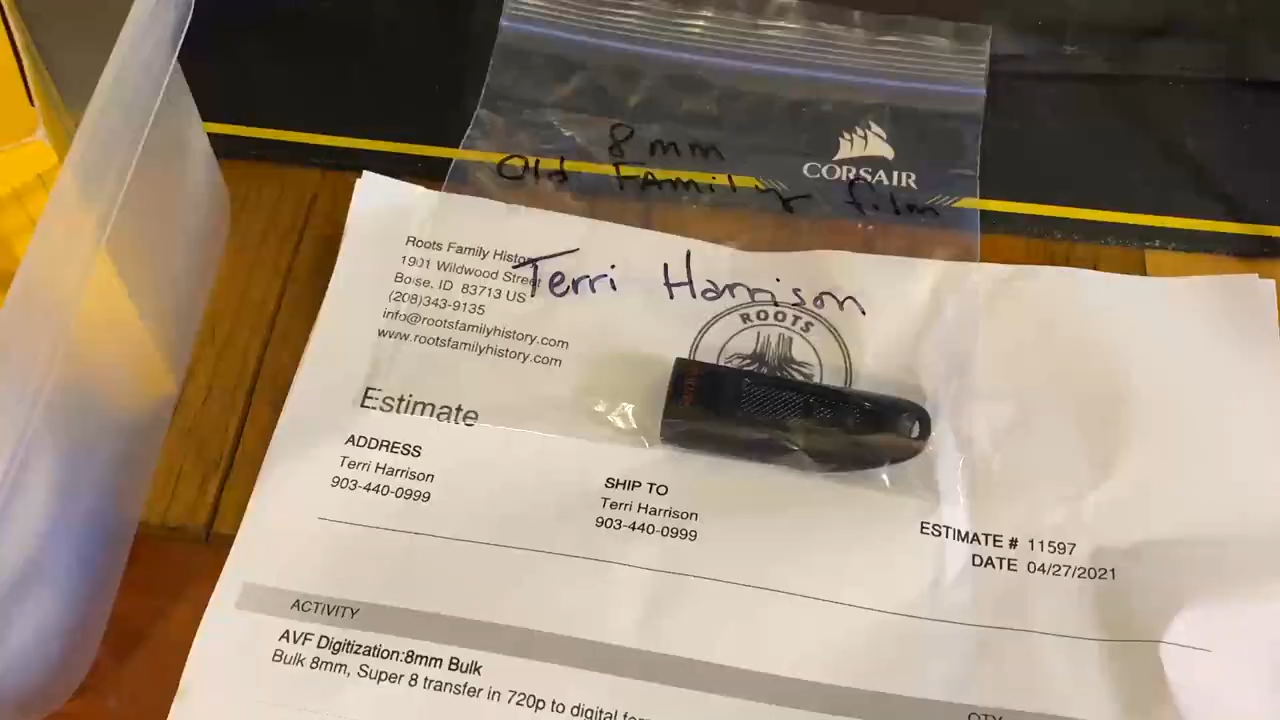 8mm
Old Family film
CORSAIR
Terri Harrison
Roots Family Histo
1901 Wildwood Street
Boise, ID 83713 US
(208)343-9135
info@rootsfamilyhistory.com
www.rootsfamilyhistory.com
ROOTS
Estimate
ADDRESS
Terri Harrison
903-440-0999
SHIP TO
Terri Harrison
903-440-0999
ESTIMATE # 11597
DATE 04/27/2021
ACTIVITY
QTY
AVF Digitization:8mm Bulk
Bulk 8mm, Super 8 transfer in 720p to digital